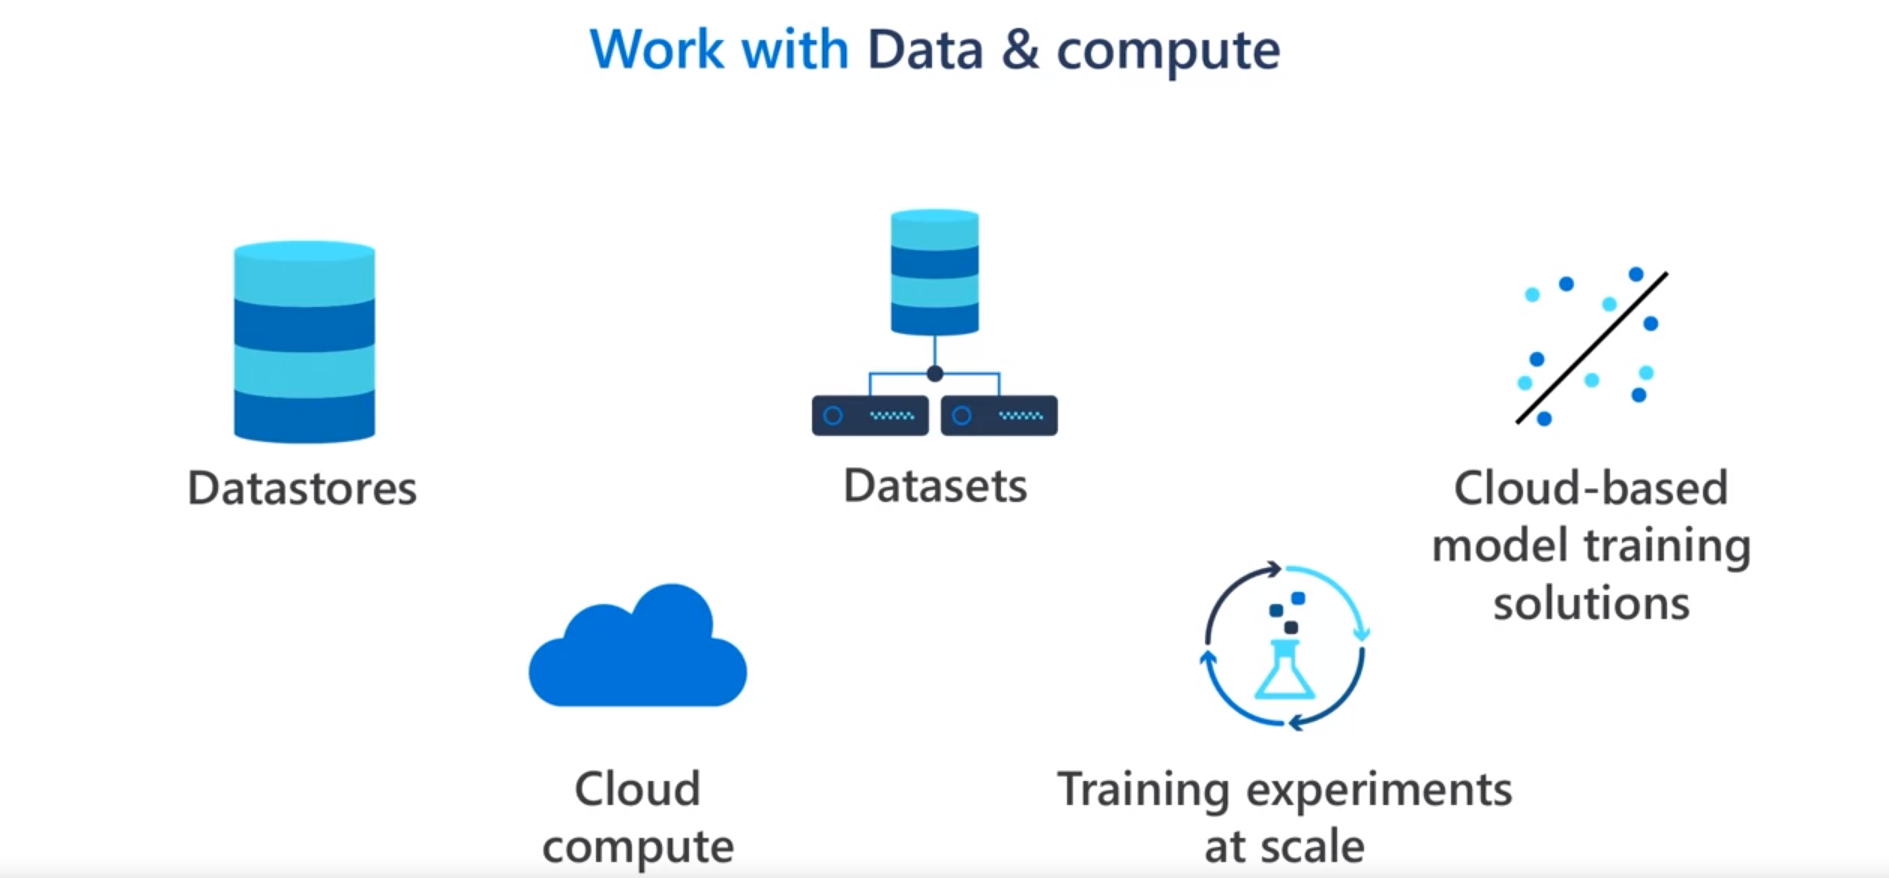 Work with Data & compute
Datastores
Datasets
Cloud-based
model training
solutions
Cloud
compute
Training experiments
at scale